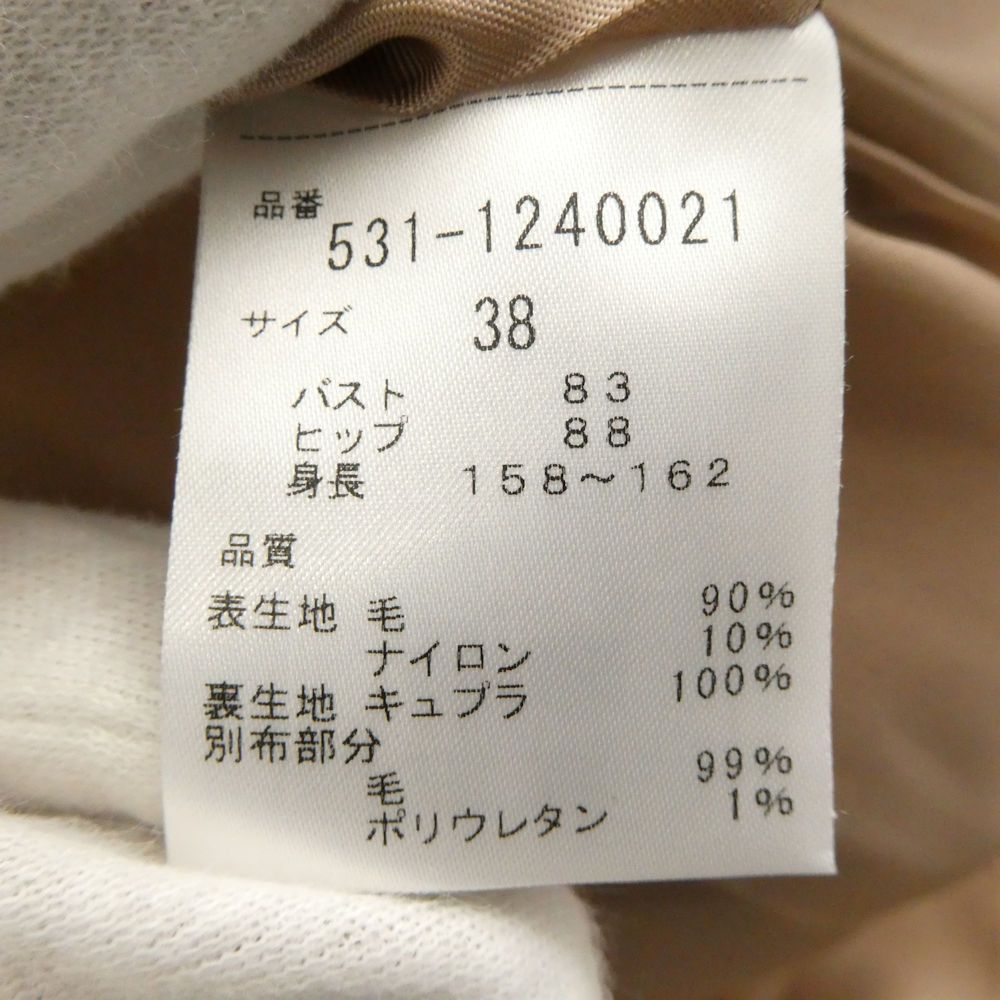 品番 531-1240021
サイズ 38
バスト 83
ヒップ 88
身長 158～162
品質
表生地 毛 90%
ナイロン 10%
裏生地 キュプラ 100%
別布部分
毛 99%
ポリウレタン 1%